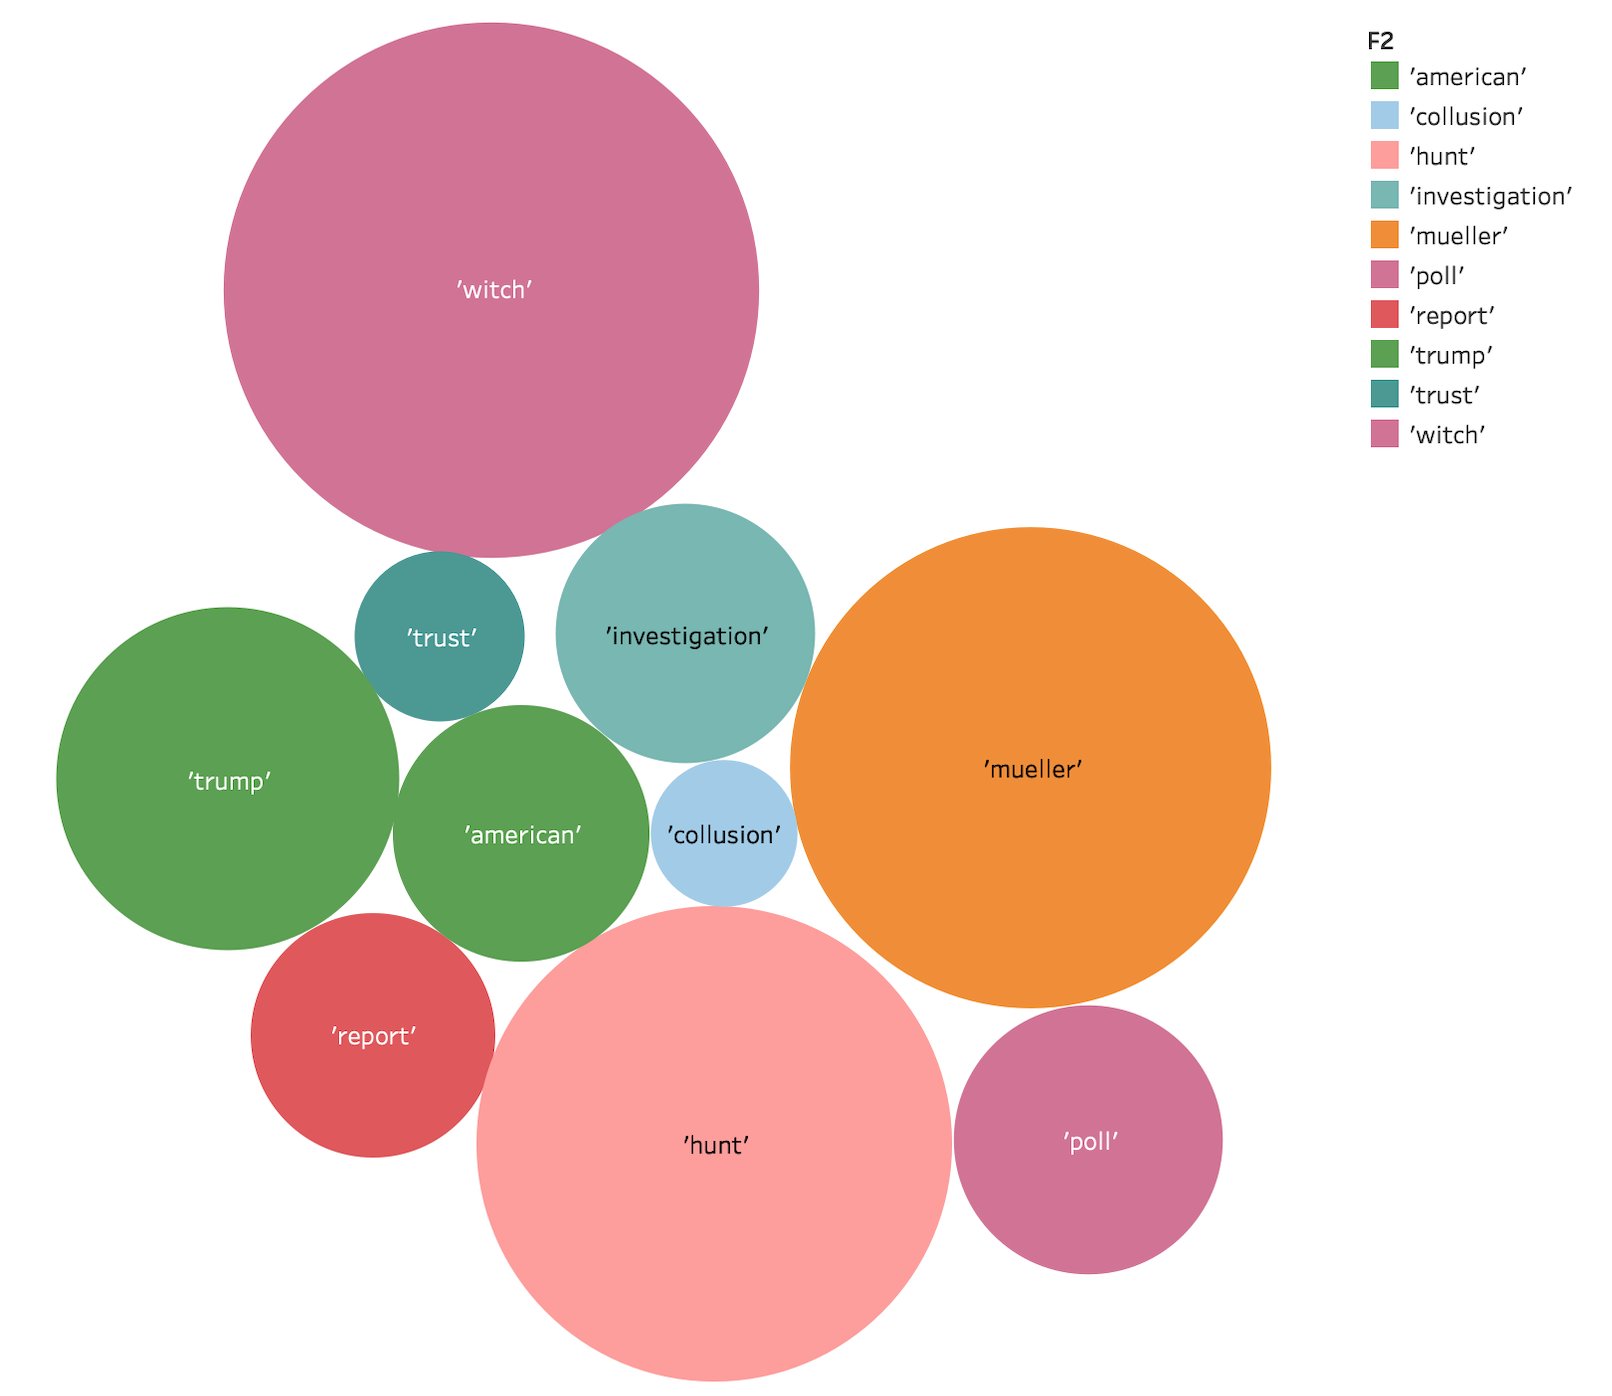 F2
'american'
'collusion'
'hunt'
'investigation'
'mueller'
'poll'
'report'
'trump'
'trust'
'witch'
'witch'
'trust'
'investigation'
'mueller'
'trump'
'american'
'collusion'
'report'
'hunt'
'poll'